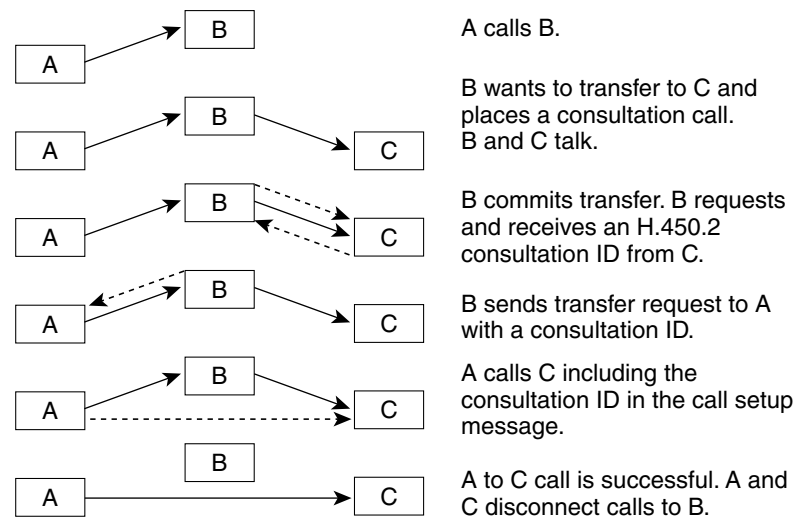 B
A
A calls B.
B
A
C
B wants to transfer to C and
places a consultation call.
B and C talk.
B
A
C
B commits transfer. B requests
and receives an H.450.2
consultation ID from C.
B
A
C
B sends transfer request to A
with a consultation ID.
B
A
C
A calls C including the
consultation ID in the call setup
message.
B
A
C
A to C call is successful. A and
C disconnect calls to B.